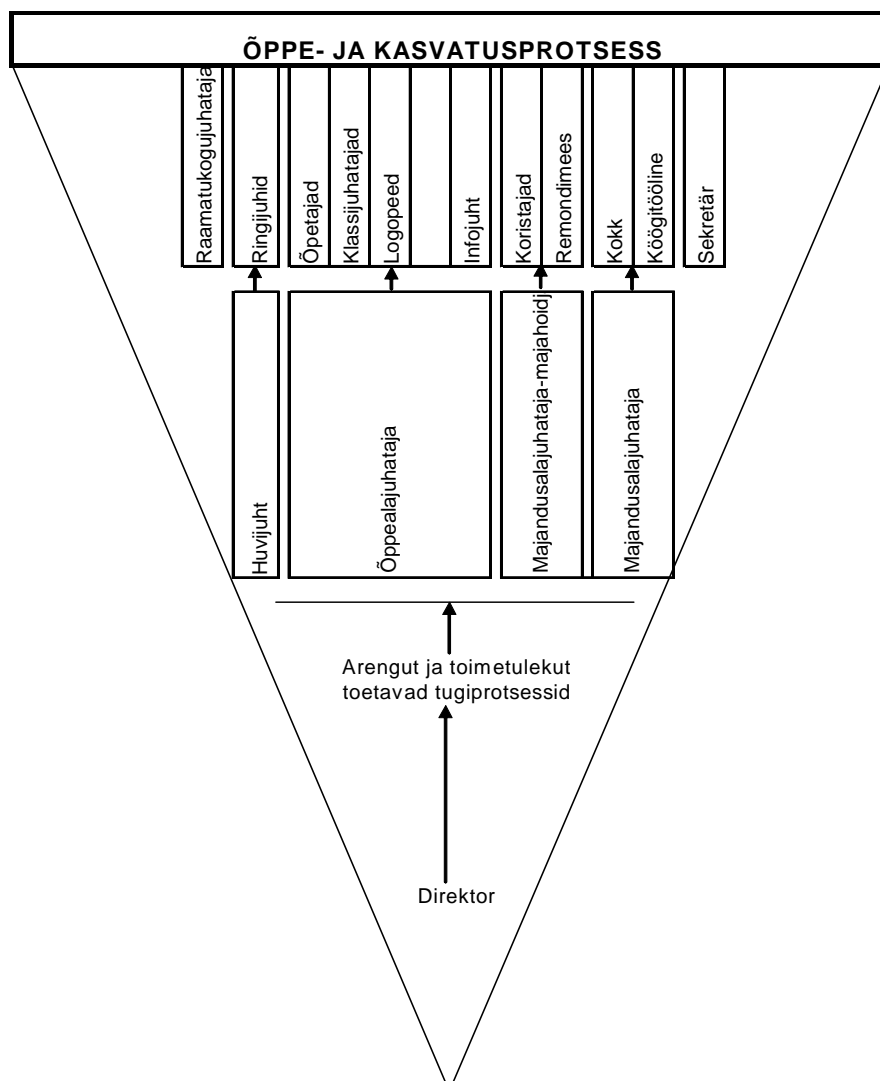 ÕPPE- JA KASVATUSPROTSESS
Raamatukogujuhataja
Ringijuhid
Õpetajad
Klassijuhatajad
Logopeed
Infojuht
Koristajad
Remondimees
Kokk
Köögitööline
Sekretär
Huvijuht
Õppealajuhataja
Majandusalajuhataja-majahoidj
Majandusalajuhataja
Arengut ja toimetulekut
toetavad tugiprotsessid
Direktor